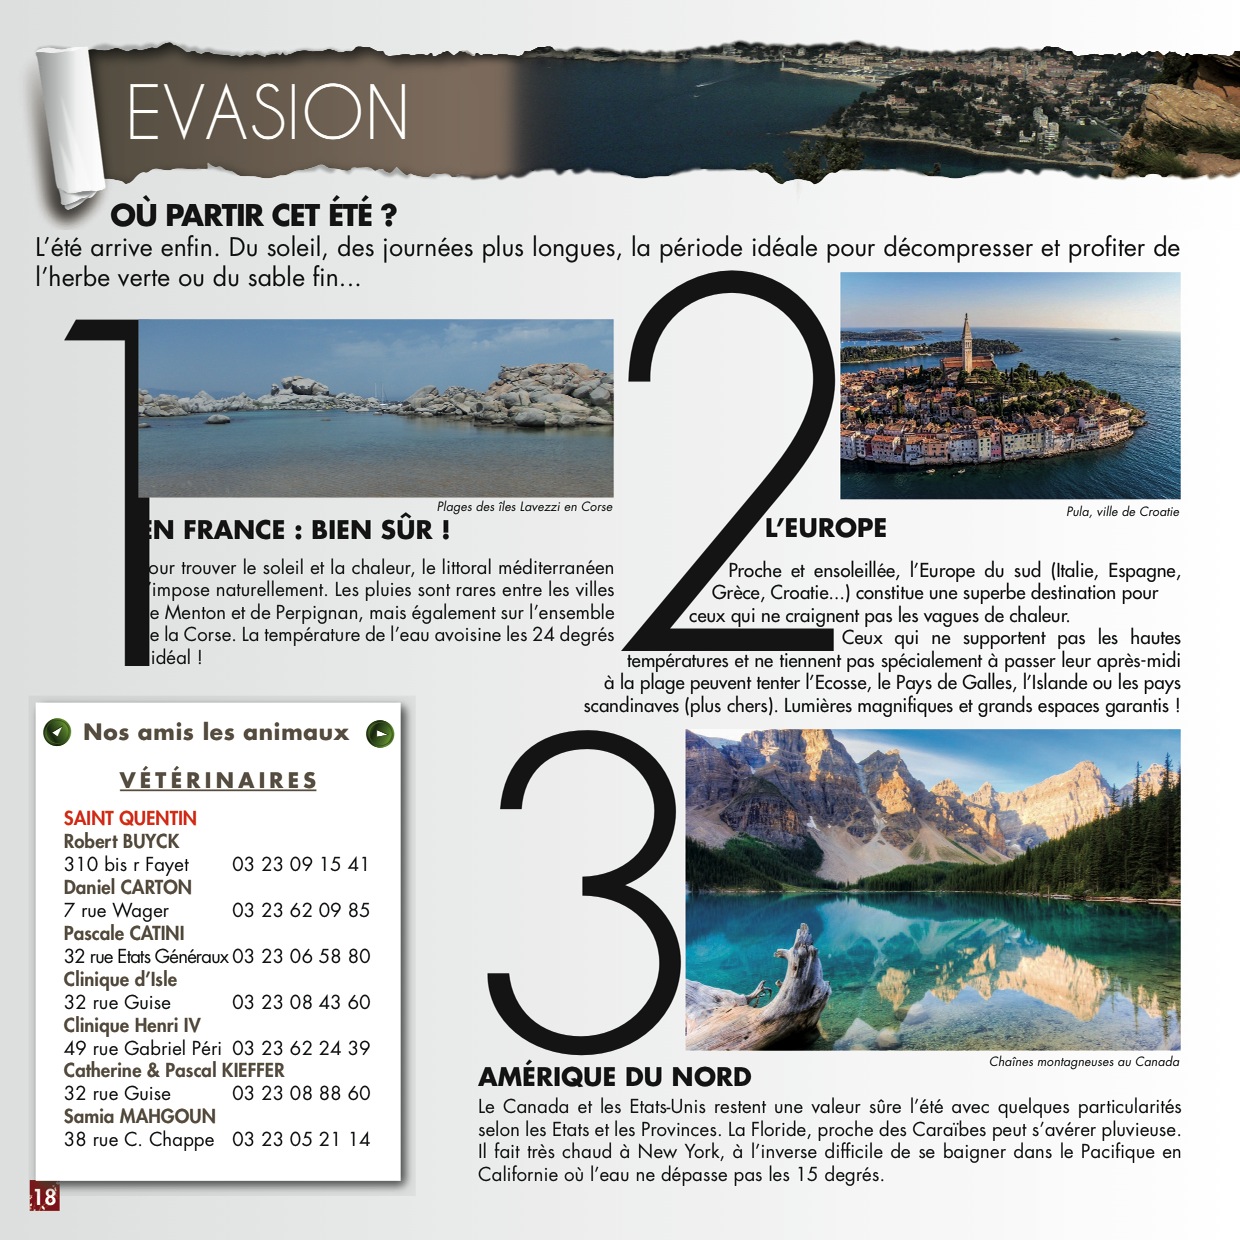 EVASION
OÙ PARTIR CET ÉTÉ ?
L’été arrive enfin. Du soleil, des journées plus longues, la période idéale pour décompresser et profiter de
l’herbe verte ou du sable fin...
1
Plages des îles Lavezzi en Corse
EN FRANCE : BIEN SÛR !
our trouver le soleil et la chaleur, le littoral méditerranéen
’impose naturellement. Les pluies sont rares entre les villes
e Menton et de Perpignan, mais également sur l’ensemble
e la Corse. La température de l’eau avoisine les 24 degrés
idéal !
2
Pula, ville de Croatie
L’EUROPE
Proche et ensoleillée, l’Europe du sud (Italie, Espagne,
Grèce, Croatie...) constitue une superbe destination pour
ceux qui ne craignent pas les vagues de chaleur.
Ceux qui ne supportent pas les hautes
températures et ne tiennent pas spécialement à passer leur après-midi
à la plage peuvent tenter l’Ecosse, le Pays de Galles, l’Islande ou les pays
scandinaves (plus chers). Lumières magnifiques et grands espaces garantis !
3
Chaînes montagneuses au Canada
AMÉRIQUE DU NORD
Le Canada et les Etats-Unis restent une valeur sûre l’été avec quelques particularités
selon les Etats et les Provinces. La Floride, proche des Caraïbes peut s’avérer pluvieuse.
Il fait très chaud à New York, à l’inverse difficile de se baigner dans le Pacifique en
Californie où l’eau ne dépasse pas les 15 degrés.
Nos amis les animaux
VÉTÉRINAIRES
SAINT QUENTIN
Robert BUYCK
310 bis r Fayet 03 23 09 15 41
Daniel CARTON
7 rue Wager 03 23 62 09 85
Pascale CATINI
32 rue Etats Généraux 03 23 06 58 80
Clinique d’Isle
32 rue Guise 03 23 08 43 60
Clinique Henri IV
49 rue Gabriel Péri 03 23 62 24 39
Catherine & Pascal KIEFFER
32 rue Guise 03 23 08 88 60
Samia MAHGOUN
38 rue C. Chappe 03 23 05 21 14
18